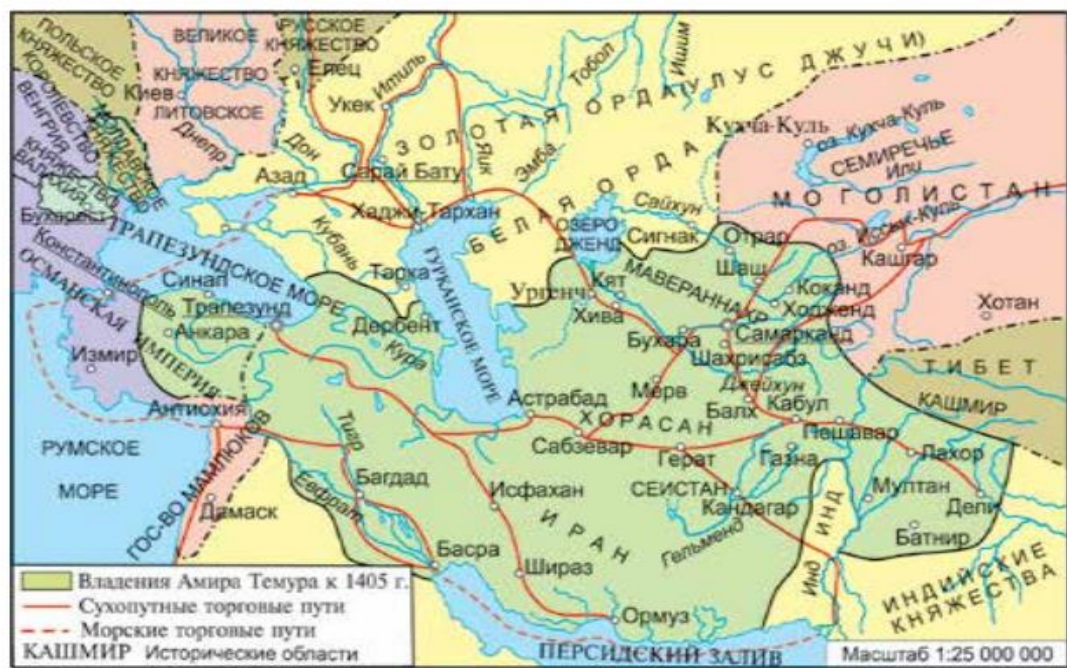 ПОЛЬСКОЕ
КНЯЖЕСТВО
ВЕЛИКОЕ
КНЯЖЕСТВО
ЛИТОВСКОЕ
РУССКОЕ
КНЯЖЕСТВО
Елец
Киев
КОРОЛЕВСТВО
ВЕНГРИЯ
КНЯЖЕСТВО
ВАЛАХИЯ
КНЯЖЕСТВО
Бухарест
Днепр
Дон
Укек
Итиль
Тобол
Ишим
ЗОЛОТАЯ ОРДА (УЛУС ДЖУЧИ)
БЕЛАЯ ОРДА
Сарай Бату
Яик
Эмба
Азад
Хаджи-Тархан
Кубань
Тарха
Кухча-Куль
оз. Кухча-Куль
СЕМИРЕЧЬЕ
Или
МОГОЛИСТАН
оз. Иссык-Куль
Кашгар
Хотан
ТИБЕТ
КАШМИР
ОЗЕРО
ДЖЕНД
Сайхун
Сигнак
Отрар
Шаш
МАВЕРАННАХР
Коканд
Ходженд
Ургенч
Кят
Хива
Бухара
Самарканд
Шахрисабз
Джейхун
Мерв
Балх
Кабул
Пешавар
Лахор
ТРАПЕЗУНДСКОЕ МОРЕ
Константинополь
ОСМАНСКАЯ
ИМПЕРИЯ
Синап
Трапезунд
Анкара
Измир
Антиохия
Дербент
Кура
ГУРКАНСКОЕ МОРЕ
Астрабад
ХОРАСАН
Сабзевар
Герат
Газна
СЕИСТАН
Кандагар
Гельменд
ИНД
Инд
Мултан
Дели
Батнир
РУМСКОЕ
МОРЕ
ГОС-ВО МАМЛЮКОВ
Дамаск
Тигр
Евфрат
Багдад
Басра
Исфахан
ИРАН
Шираз
Ормуз
ПЕРСИДСКИЙ ЗАЛИВ
ИНДИЙСКИЕ
КНЯЖЕСТВА
Владения Амира Темура к 1405 г.
Сухопутные торговые пути
Морские торговые пути
КАШМИР Исторические области
Масштаб 1:25 000 000